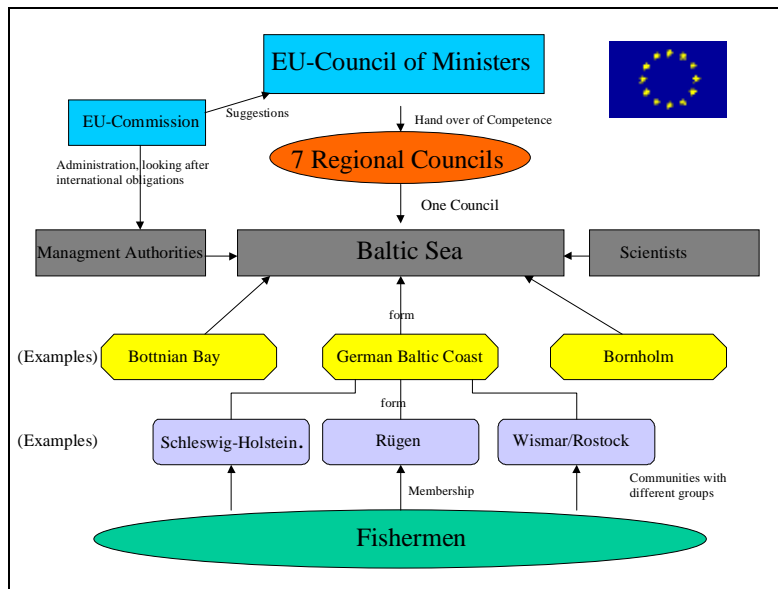 EU-Council of Ministers
EU-Commission
Suggestions
Hand over of Competence
7 Regional Councils
Administration, looking after
international obligations
One Council
Managment Authorities
Baltic Sea
Scientists
form
(Examples)
Bottnian Bay
German Baltic Coast
Bornholm
form
(Examples)
Schleswig-Holstein.
Rügen
Wismar/Rostock
Communities with
different groups
Membership
Fishermen